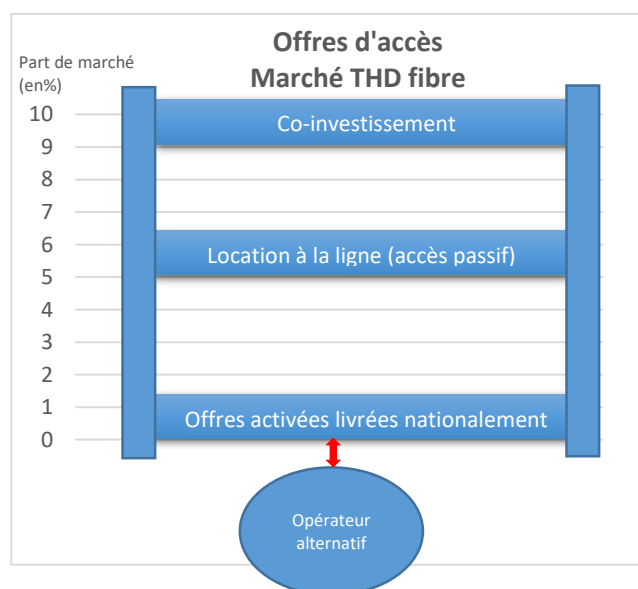 Offres d'accès
Marché THD fibre
Part de marché
(en%)
10
Co-investissement
9
8
7
6
Location à la ligne (accès passif)
5
4
3
2
1
Offres activées livrées nationalement
0
Opérateur
alternatif